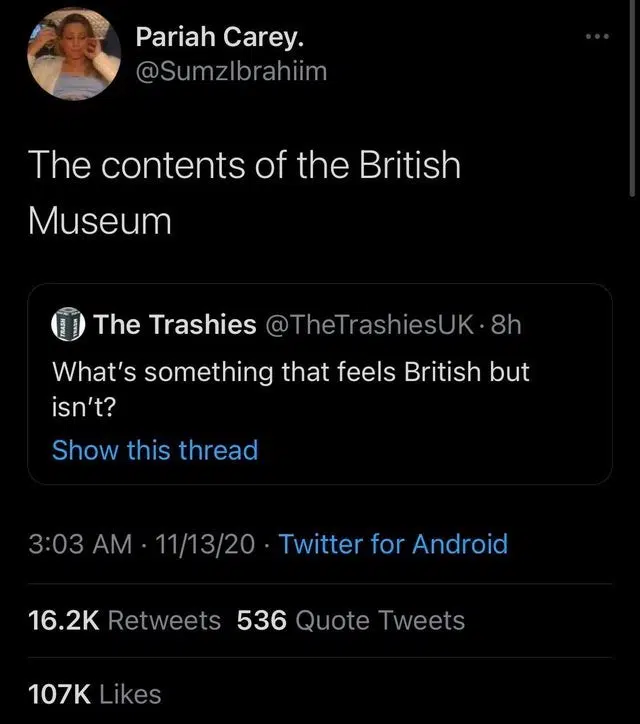 Pariah Carey.
@SumzIbrahiim
The contents of the British
Museum
The Trashies @TheTrashiesUK · 8h
What's something that feels British but
isn't?
Show this thread
3:03 AM · 11/13/20 · Twitter for Android
16.2K Retweets 536 Quote Tweets
107K Likes